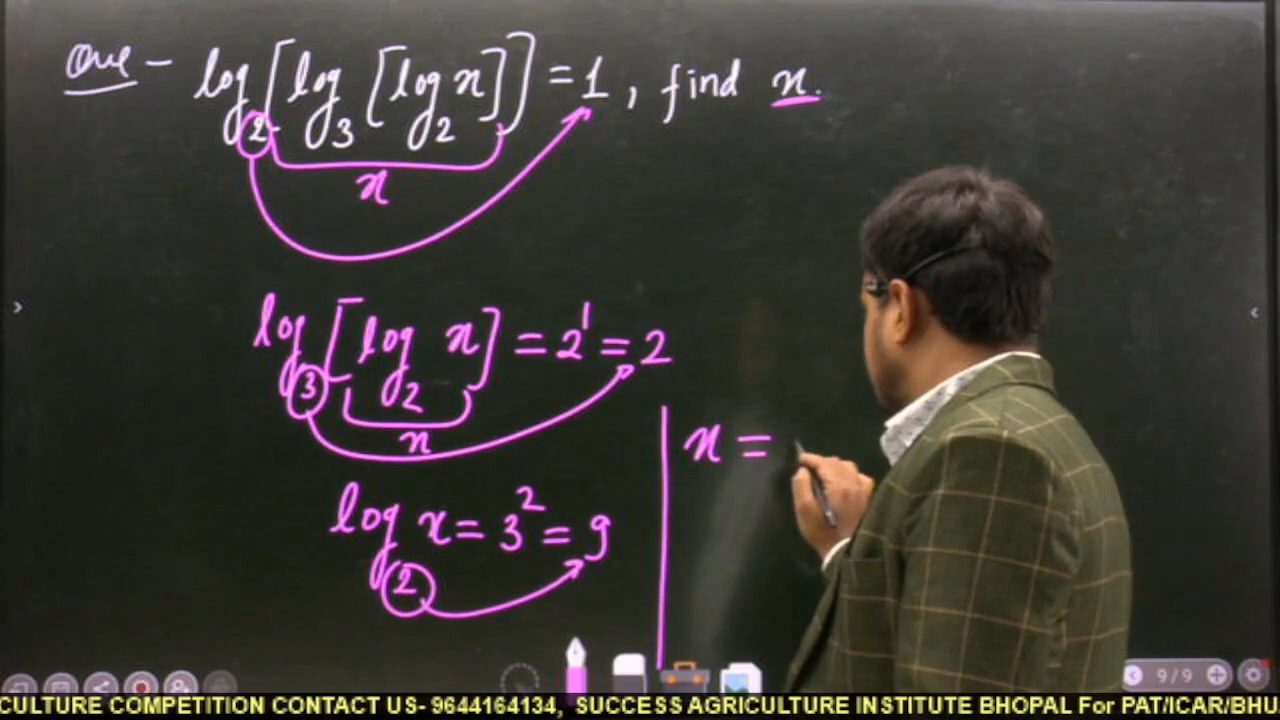 Que - log₂[log₃[log₂x]] = 1, find x.
x
log₃[log₂ x] = 2¹ = 2
x
x =
log₂ x = 3² = 9
9/9
CULTURE COMPETITION CONTACT US- 9644164134, SUCCESS AGRICULTURE INSTITUTE BHOPAL For PAT/ICAR/BHU